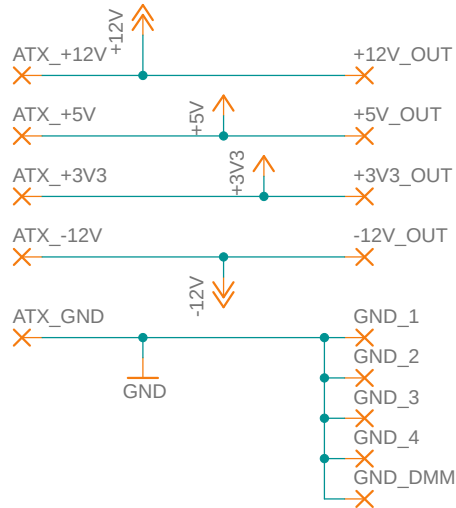 +12V
ATX_+12V
+12V_OUT
ATX_+5V
+5V
+5V_OUT
ATX_+3V3
+3V3
+3V3_OUT
ATX_-12V
-12V_OUT
-12V
ATX_GND
GND_1
GND_2
GND
GND_3
GND_4
GND_DMM